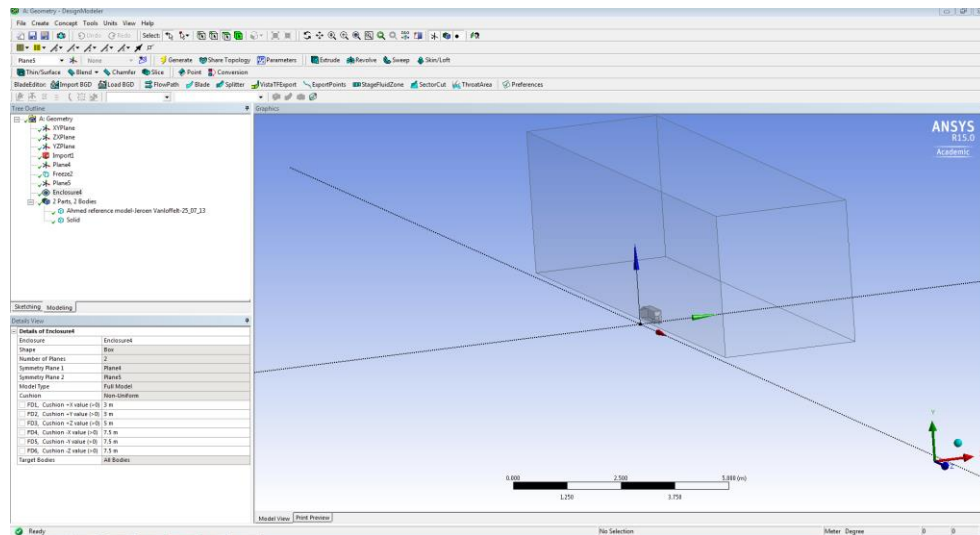 A: Geometry - DesignModeler
File Create Concept Tools Units View Help
Undo Redo Select:
Plane5 None Generate Share Topology Parameters Extrude Revolve Sweep Skin/Loft
Thin/Surface Blend Chamfer Slice Point Conversion
BladeEditor: Import BGD Load BGD FlowPath Blade Splitter VistaTFExport ExportPoints StageFluidZone SectorCut ThroatArea Preferences
Tree Outline
Graphics
A: Geometry
XYPlane
ZXPlane
YZPlane
Import1
Plane4
Freeze2
Plane5
Enclosure4
2 Parts, 2 Bodies
Ahmed reference model-Jeroen Vanloffelt-25_07_13
Solid
Sketching Modeling
Details View
Details of Enclosure4
Enclosure Enclosure4
Shape Box
Number of Planes 2
Symmetry Plane 1 Plane4
Symmetry Plane 2 Plane5
Model Type Full Model
Cushion Non-Uniform
FD1, Cushion +X value (>0) 3 m
FD2, Cushion +Y value (>0) 3 m
FD3, Cushion +Z value (>0) 5 m
FD4, Cushion -X value (>0) 7.5 m
FD5, Cushion -Y value (>0) 7.5 m
FD6, Cushion -Z value (>0) 7.5 m
Target Bodies All Bodies
ANSYS
R15.0
Academic
0.000 2.500 5.000 (m)
1.250 3.750
Y
Z
Model View Print Preview
Ready No Selection Meter Degree 0 0